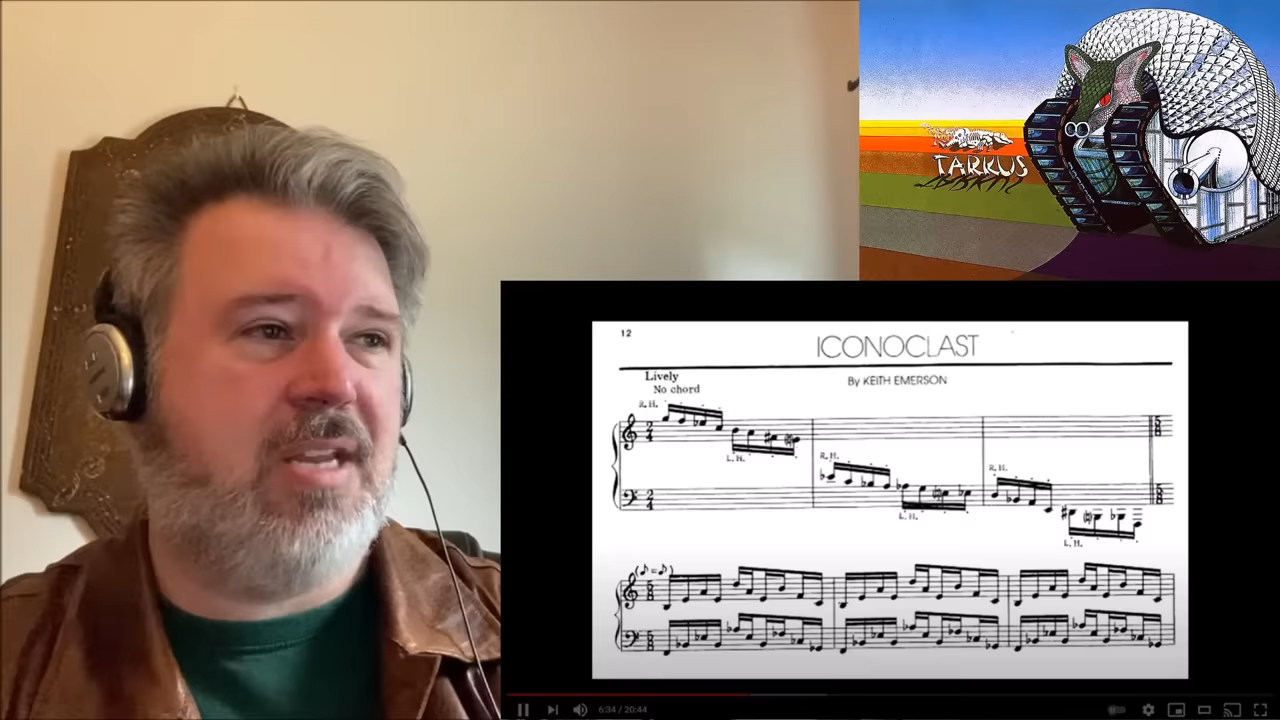 TARKUS
12
ICONOCLAST
By KEITH EMERSON
Lively
No chord
R. H.
L. H.
R. H.
L. H.
R. H.
L. H.
6:34 / 20:44